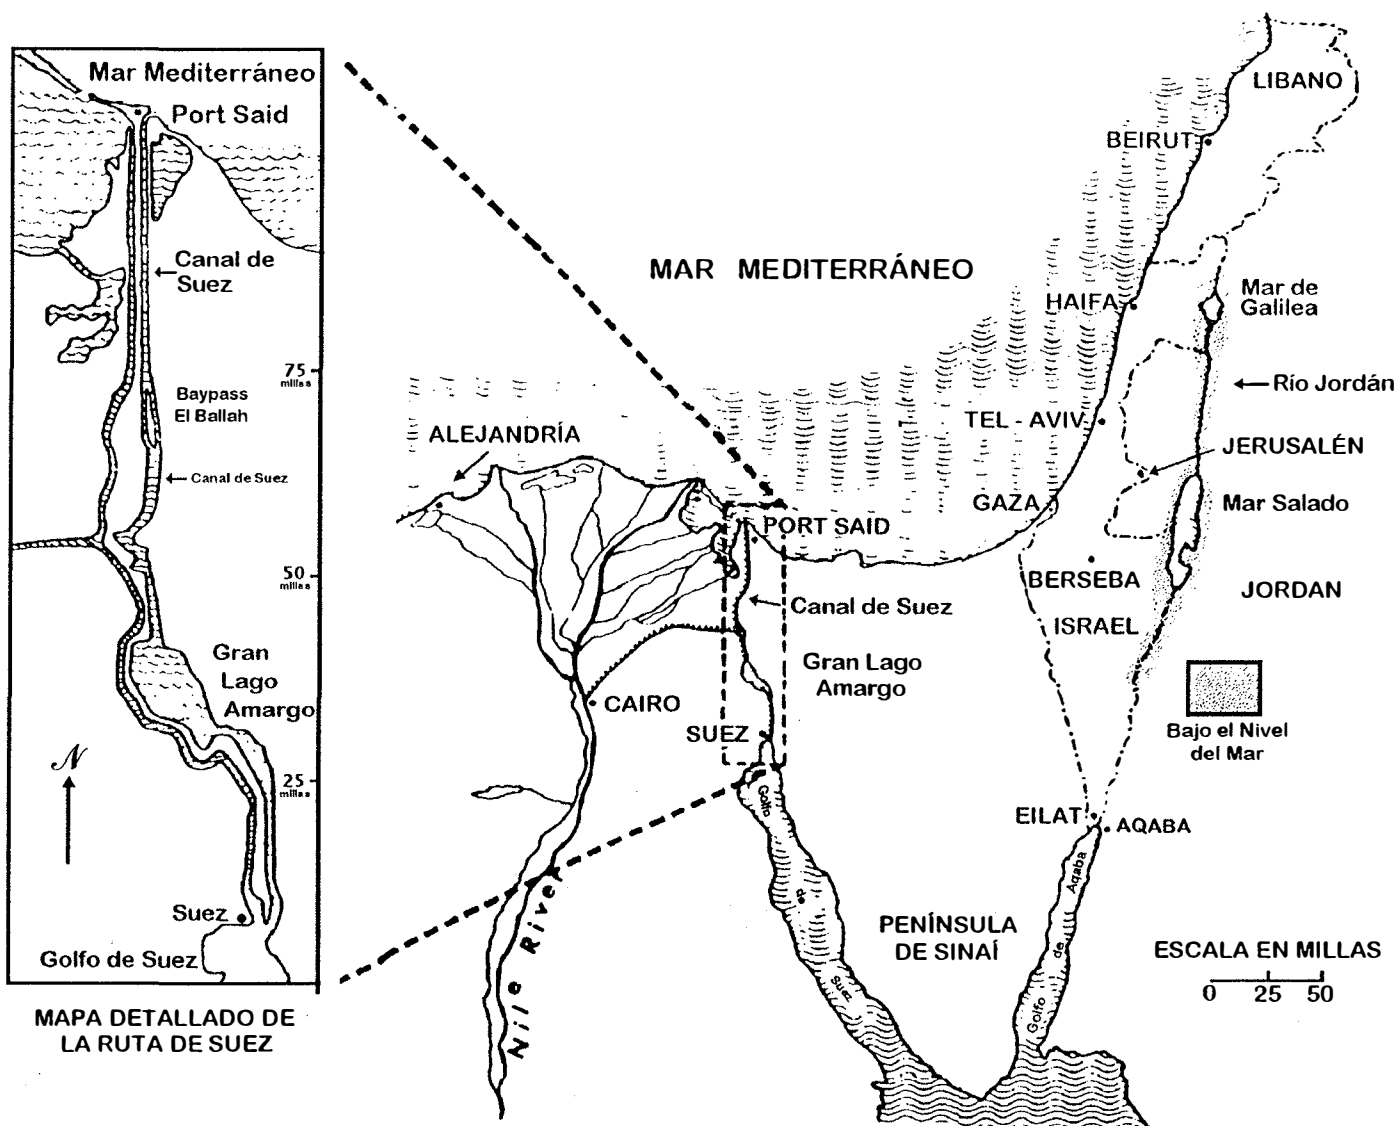 Mar Mediterráneo
Port Said
Canal de
Suez
75
millas
Baypass
El Ballah
Canal de Suez
50
millas
Gran
Lago
Amargo
N
25
millas
Suez
Golfo de Suez
MAPA DETALLADO DE
LA RUTA DE SUEZ
LIBANO
BEIRUT
MAR MEDITERRÁNEO
HAIFA
Mar de
Galilea
Río Jordán
TEL - AVIV
ALEJANDRÍA
JERUSALÉN
GAZA
Mar Salado
PORT SAID
BERSEBA
JORDAN
Canal de Suez
ISRAEL
Gran Lago
Amargo
CAIRO
SUEZ
Bajo el Nivel
del Mar
EILAT
AQABA
Golfo de Suez
Golfo de Aqaba
Nile River
PENÍNSULA
DE SINAÍ
ESCALA EN MILLAS
0 25 50